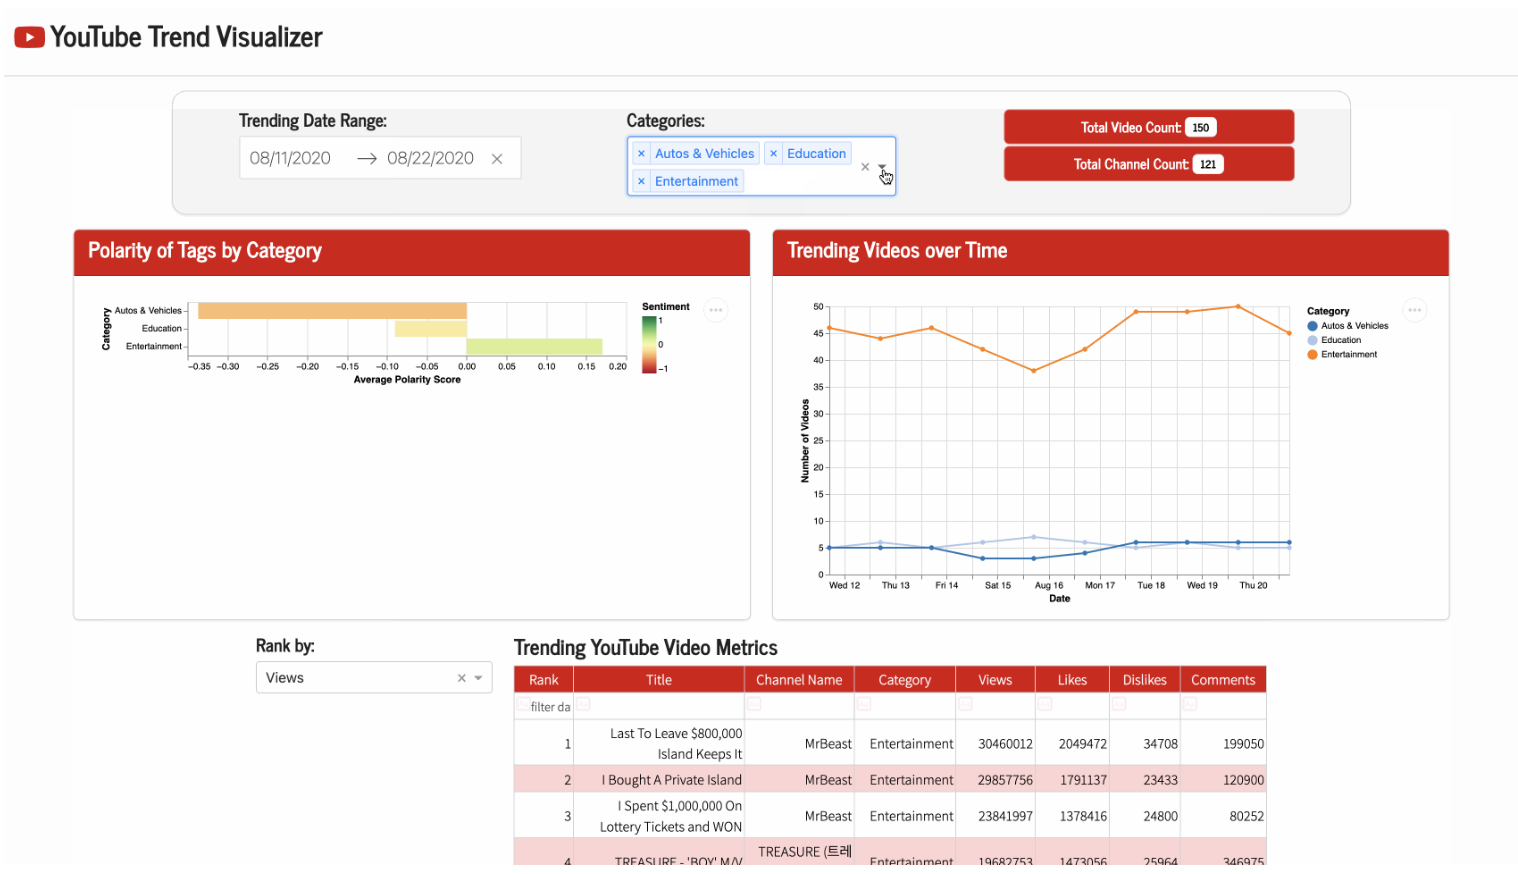 YouTube Trend Visualizer
Trending Date Range:
08/11/2020 → 08/22/2020 ×
Categories:
× Autos & Vehicles × Education
× Entertainment
Total Video Count: 150
Total Channel Count: 121
Polarity of Tags by Category
Category
Autos & Vehicles
Education
Entertainment
−0.35 −0.30 −0.25 −0.20 −0.15 −0.10 −0.05 0.00 0.05 0.10 0.15 0.20
Average Polarity Score
Sentiment
1
0
−1
Trending Videos over Time
Number of Videos
50
45
40
35
30
25
20
15
10
5
0
Wed 12 Thu 13 Fri 14 Sat 15 Aug 16 Mon 17 Tue 18 Wed 19 Thu 20
Date
Category
Autos & Vehicles
Education
Entertainment
Rank by:
Views
Trending YouTube Video Metrics
Rank Title Channel Name Category Views Likes Dislikes Comments
filter da
1 Last To Leave $800,000
Island Keeps It MrBeast Entertainment 30460012 2049472 34708 199050
2 I Bought A Private Island MrBeast Entertainment 29857756 1791137 23433 120900
3 I Spent $1,000,000 On
Lottery Tickets and WON MrBeast Entertainment 23841997 1378416 24800 80252
TREASURE (트레
4 TREASURE - 'BOY' M/V Entertainment 19682753 1473056 25964 346975